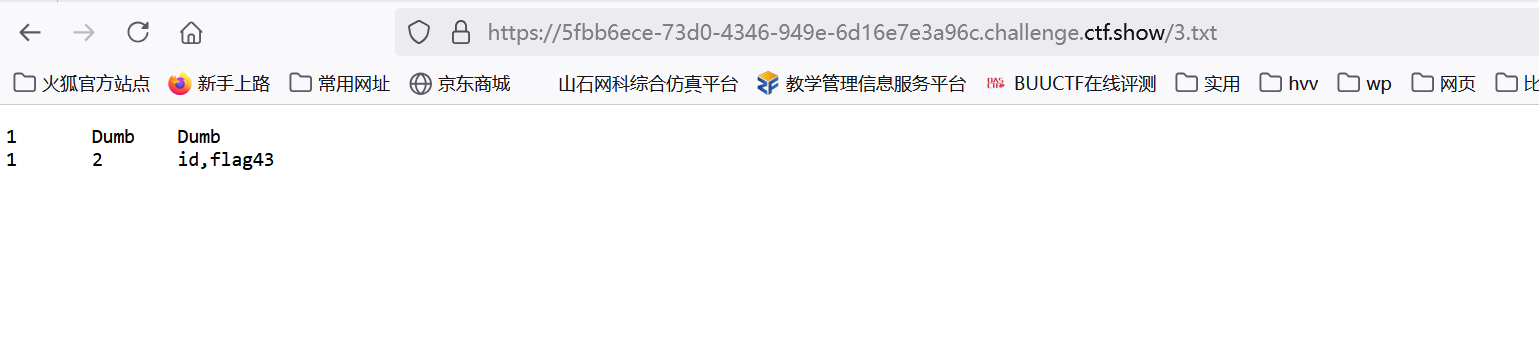 https://5fbb6ece-73d0-4346-949e-6d16e7e3a96c.challenge.ctf.show/3.txt
火狐官方站点 新手上路 常用网址 京东商城 山石网科综合仿真平台 教学管理信息服务平台 BUUCTF在线评测 实用 hvv wp 网页 比
1 Dumb Dumb
1 2 id,flag43